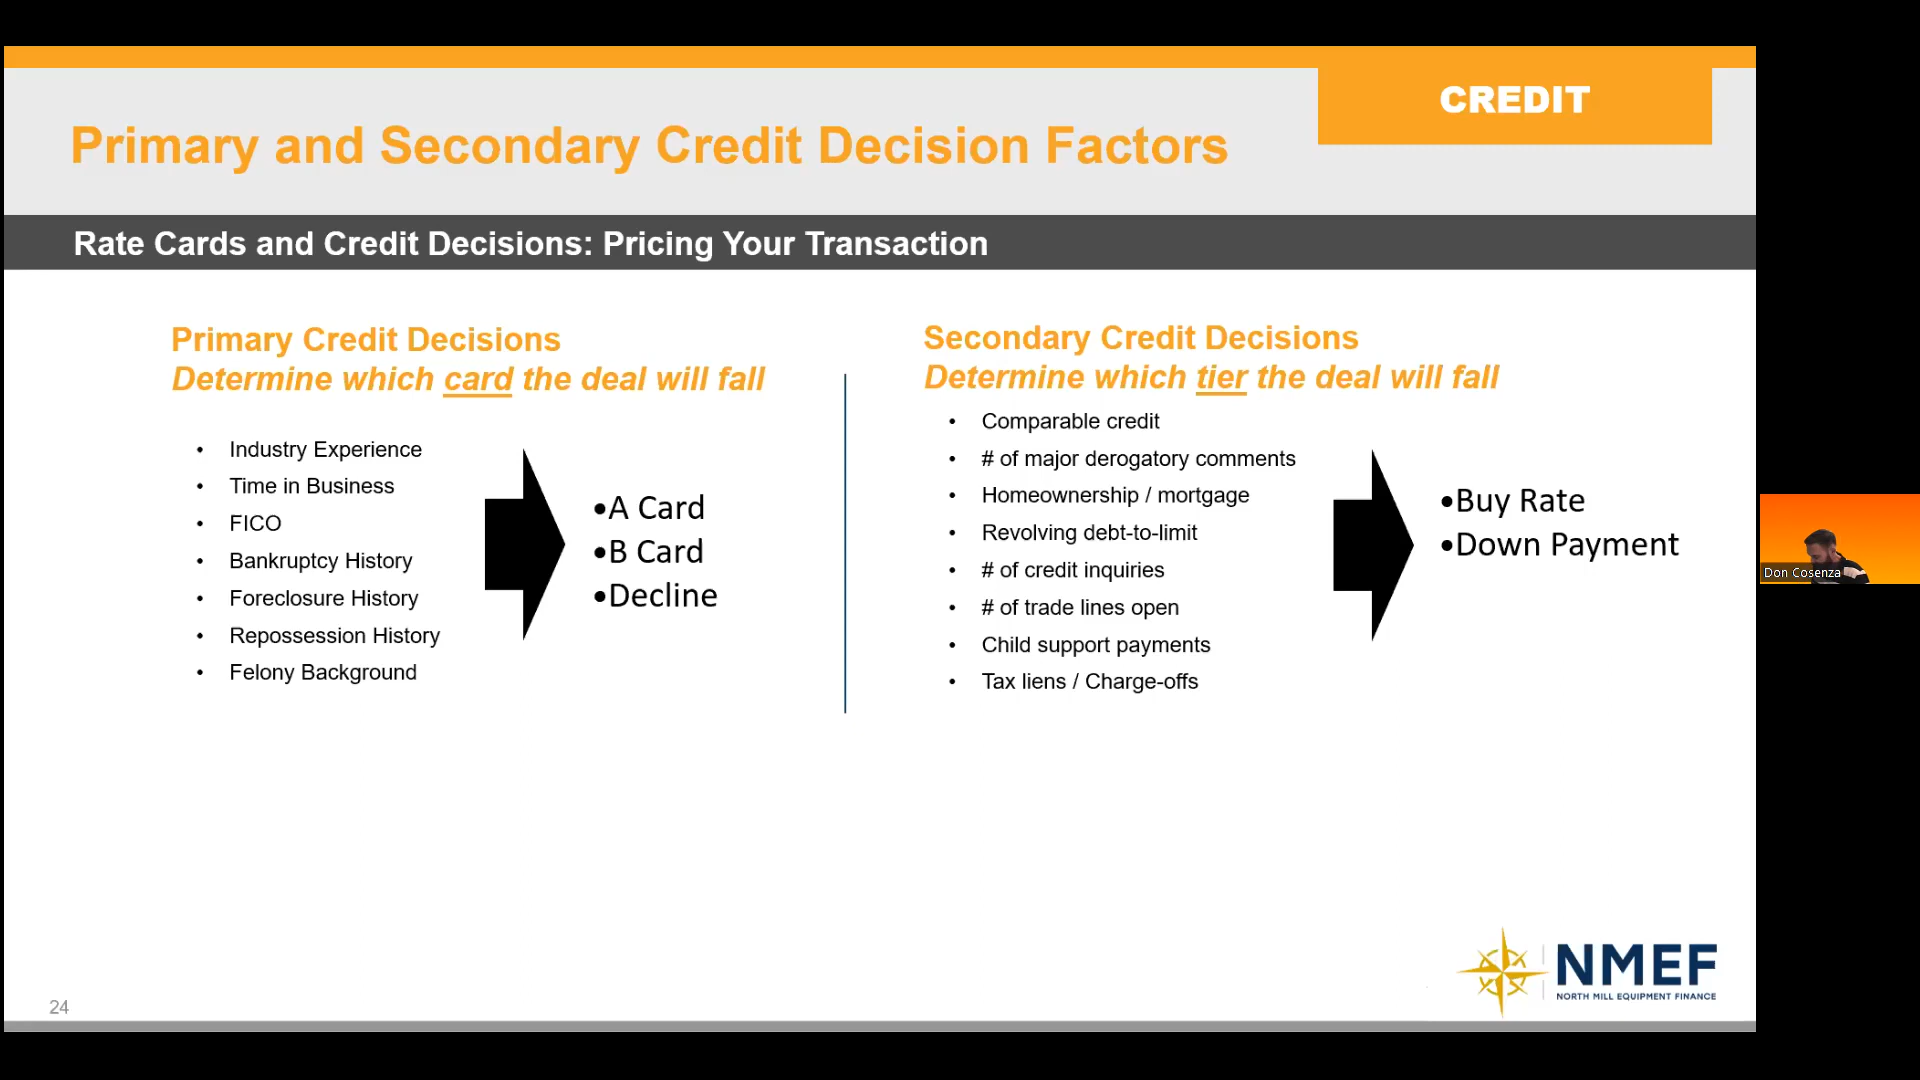 CREDIT
Primary and Secondary Credit Decision Factors
Rate Cards and Credit Decisions: Pricing Your Transaction
Primary Credit Decisions
Determine which card the deal will fall
• Industry Experience
• Time in Business
• FICO
• Bankruptcy History
• Foreclosure History
• Repossession History
• Felony Background
•A Card
•B Card
•Decline
Secondary Credit Decisions
Determine which tier the deal will fall
• Comparable credit
• # of major derogatory comments
• Homeownership / mortgage
• Revolving debt-to-limit
• # of credit inquiries
• # of trade lines open
• Child support payments
• Tax liens / Charge-offs
•Buy Rate
•Down Payment
Don Cosenza
NMEF
NORTH MILL EQUIPMENT FINANCE
24